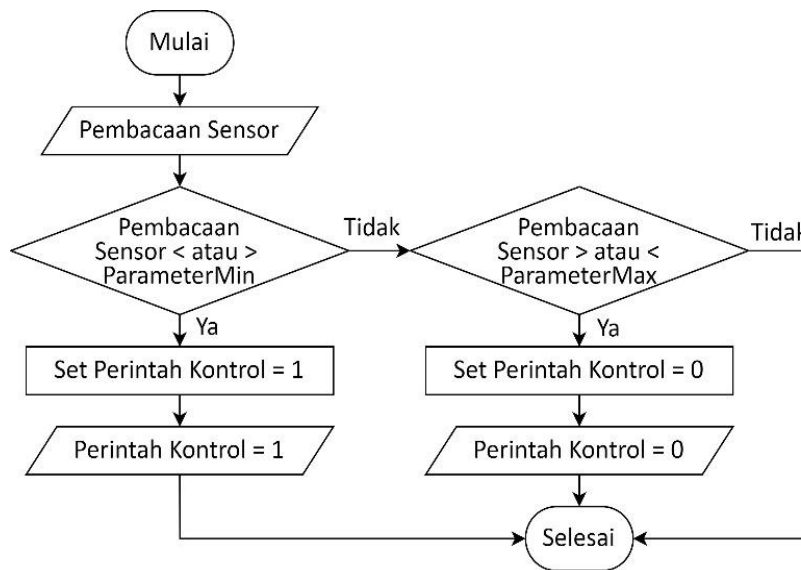 Mulai
Pembacaan Sensor
Pembacaan
Sensor < atau >
ParameterMin
Tidak
Pembacaan
Sensor > atau <
ParameterMax
Tidak
Ya
Ya
Set Perintah Kontrol = 1
Set Perintah Kontrol = 0
Perintah Kontrol = 1
Perintah Kontrol = 0
Selesai